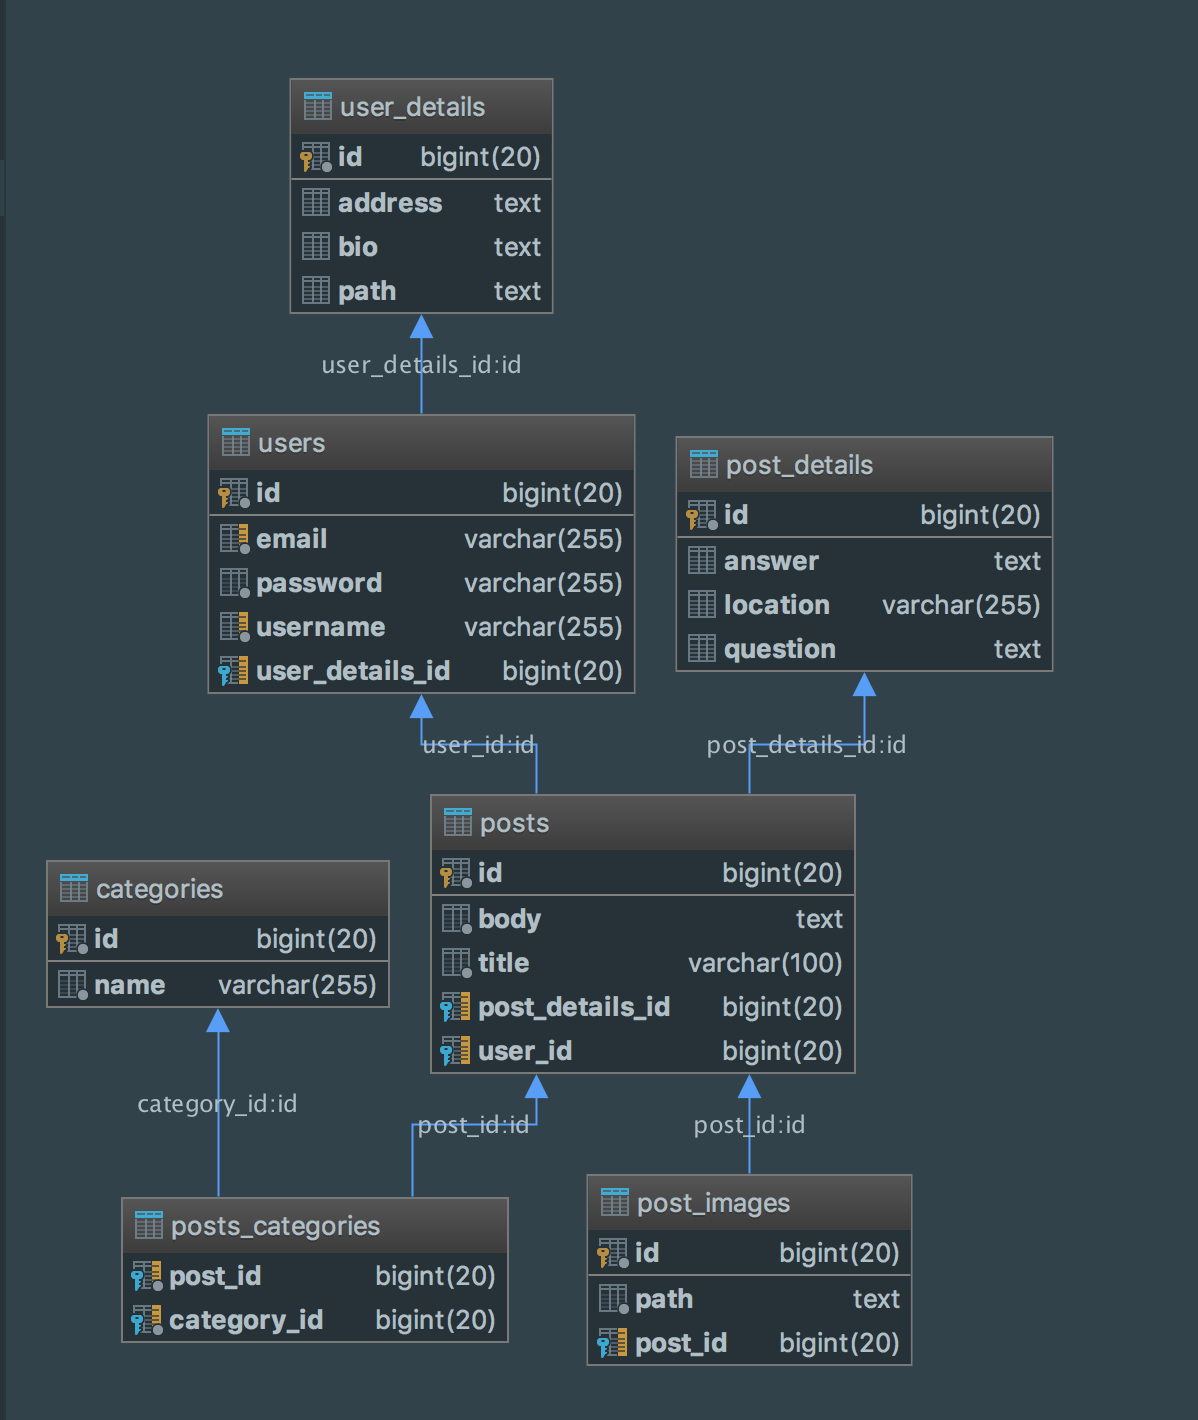 user_details
id bigint(20)
address text
bio text
path text
user_details_id:id
users
id bigint(20)
email varchar(255)
password varchar(255)
username varchar(255)
user_details_id bigint(20)
post_details
id bigint(20)
answer text
location varchar(255)
question text
user_id:id
post_details_id:id
posts
id bigint(20)
body text
title varchar(100)
post_details_id bigint(20)
user_id bigint(20)
categories
id bigint(20)
name varchar(255)
category_id:id
post_id:id
post_id:id
posts_categories
post_id bigint(20)
category_id bigint(20)
post_images
id bigint(20)
path text
post_id bigint(20)